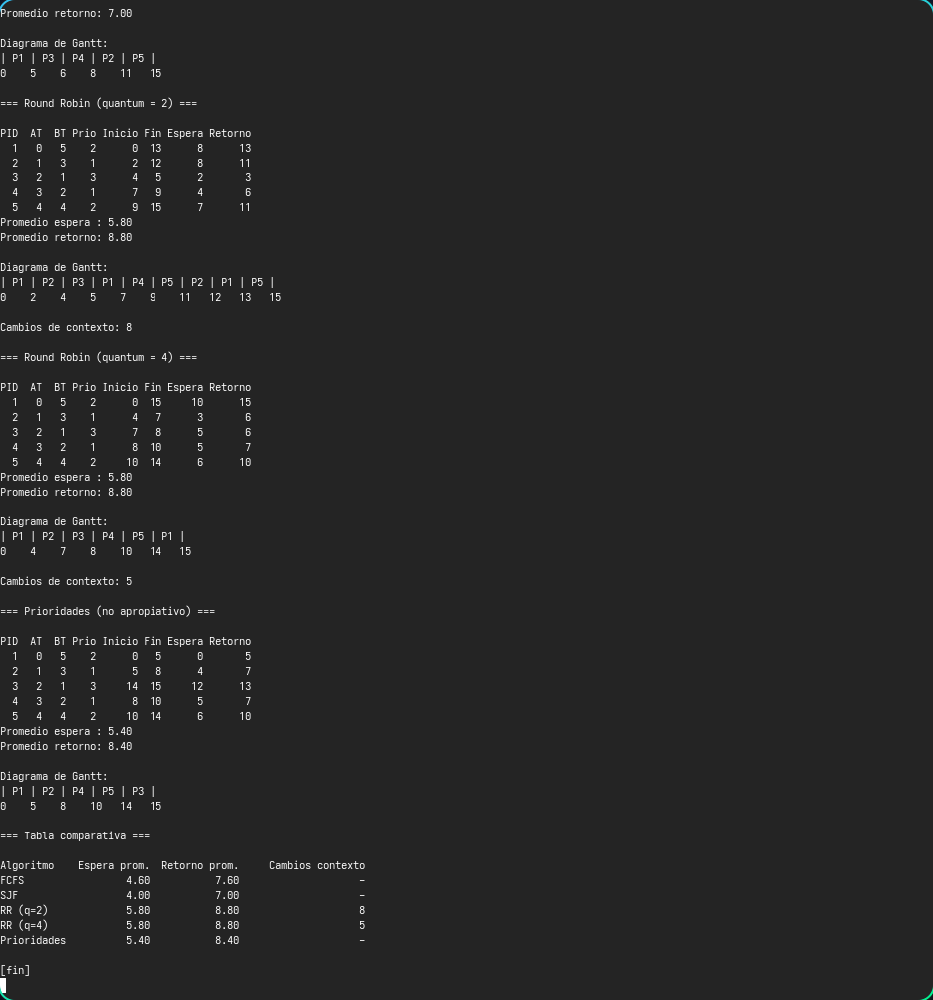 Promedio retorno: 7.00

Diagrama de Gantt:
| P1 | P3 | P4 | P2 | P5 |
0    5    6    8    11   15

=== Round Robin (quantum = 2) ===

PID  AT  BT Prio Inicio Fin Espera Retorno
  1   0   5    2      0  13      8      13
  2   1   3    1      2  12      8      11
  3   2   1    3      4   5      2       3
  4   3   2    1      7   9      4       6
  5   4   4    2      9  15      7      11
Promedio espera : 5.80
Promedio retorno: 8.80

Diagrama de Gantt:
| P1 | P2 | P3 | P1 | P4 | P5 | P2 | P1 | P5 |
0    2    4    5    7    9    11   12   13   15

Cambios de contexto: 8

=== Round Robin (quantum = 4) ===

PID  AT  BT Prio Inicio Fin Espera Retorno
  1   0   5    2      0  15     10      15
  2   1   3    1      4   7      3       6
  3   2   1    3      7   8      5       6
  4   3   2    1      8  10      5       7
  5   4   4    2     10  14      6      10
Promedio espera : 5.80
Promedio retorno: 8.80

Diagrama de Gantt:
| P1 | P2 | P3 | P4 | P5 | P1 |
0    4    7    8    10   14   15

Cambios de contexto: 5

=== Prioridades (no apropiativo) ===

PID  AT  BT Prio Inicio Fin Espera Retorno
  1   0   5    2      0   5      0       5
  2   1   3    1      5   8      4       7
  3   2   1    3     14  15     12      13
  4   3   2    1      8  10      5       7
  5   4   4    2     10  14      6      10
Promedio espera : 5.40
Promedio retorno: 8.40

Diagrama de Gantt:
| P1 | P2 | P4 | P5 | P3 |
0    5    8    10   14   15

=== Tabla comparativa ===

Algoritmo    Espera prom.  Retorno prom.     Cambios contexto
FCFS                 4.60           7.60                    -
SJF                  4.00           7.00                    -
RR (q=2)             5.80           8.80                    8
RR (q=4)             5.80           8.80                    5
Prioridades          5.40           8.40                    -

[fin]